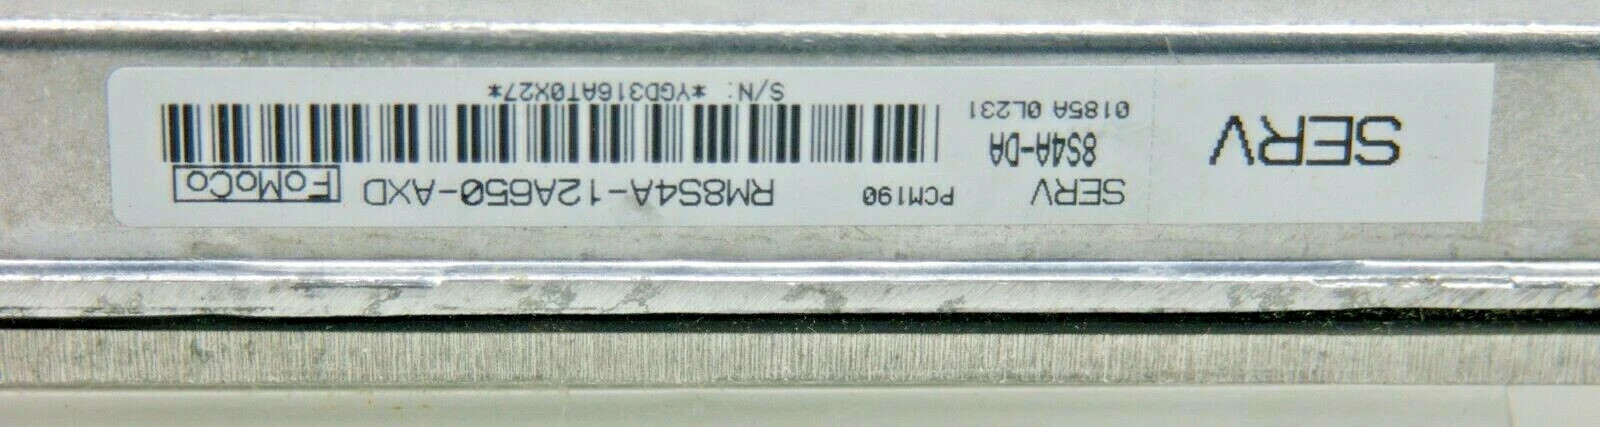 SERV
SERV PCM190 RM8S4A-12A650-AXD FoMoCo
8S4A-DA
0185A 0L231
S/N: *YGD316AT0X27*